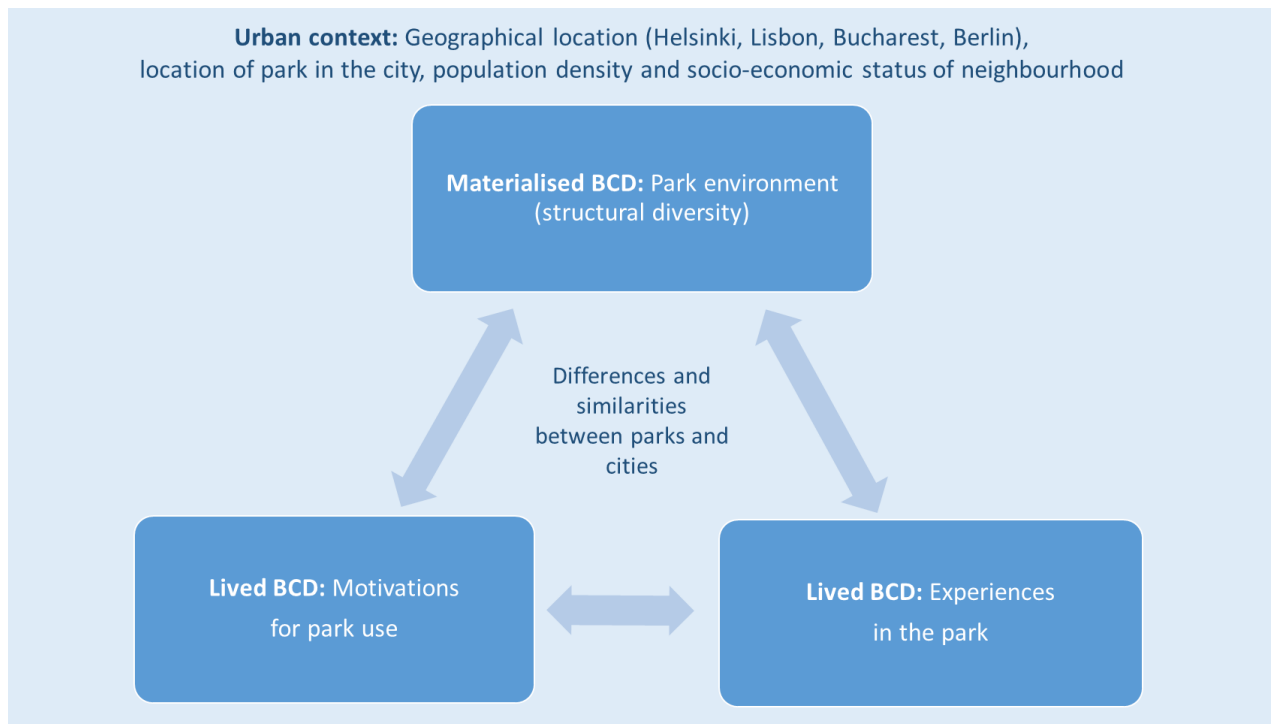 Urban context: Geographical location (Helsinki, Lisbon, Bucharest, Berlin),
location of park in the city, population density and socio-economic status of neighbourhood
Materialised BCD: Park environment
(structural diversity)
Differences and
similarities
between parks and
cities
Lived BCD: Motivations
for park use
Lived BCD: Experiences
in the park